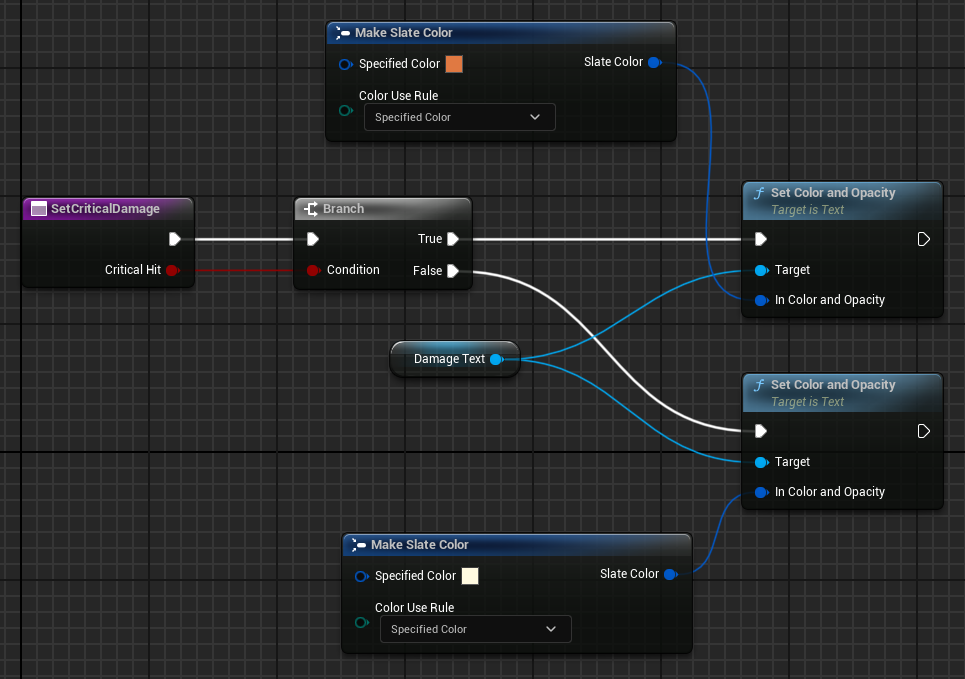 Make Slate Color
Specified Color
Slate Color
Color Use Rule
Specified Color
SetCriticalDamage
Critical Hit
Branch
True
Condition
False
Set Color and Opacity
Target is Text
Target
In Color and Opacity
Damage Text
Set Color and Opacity
Target is Text
Target
In Color and Opacity
Make Slate Color
Specified Color
Slate Color
Color Use Rule
Specified Color